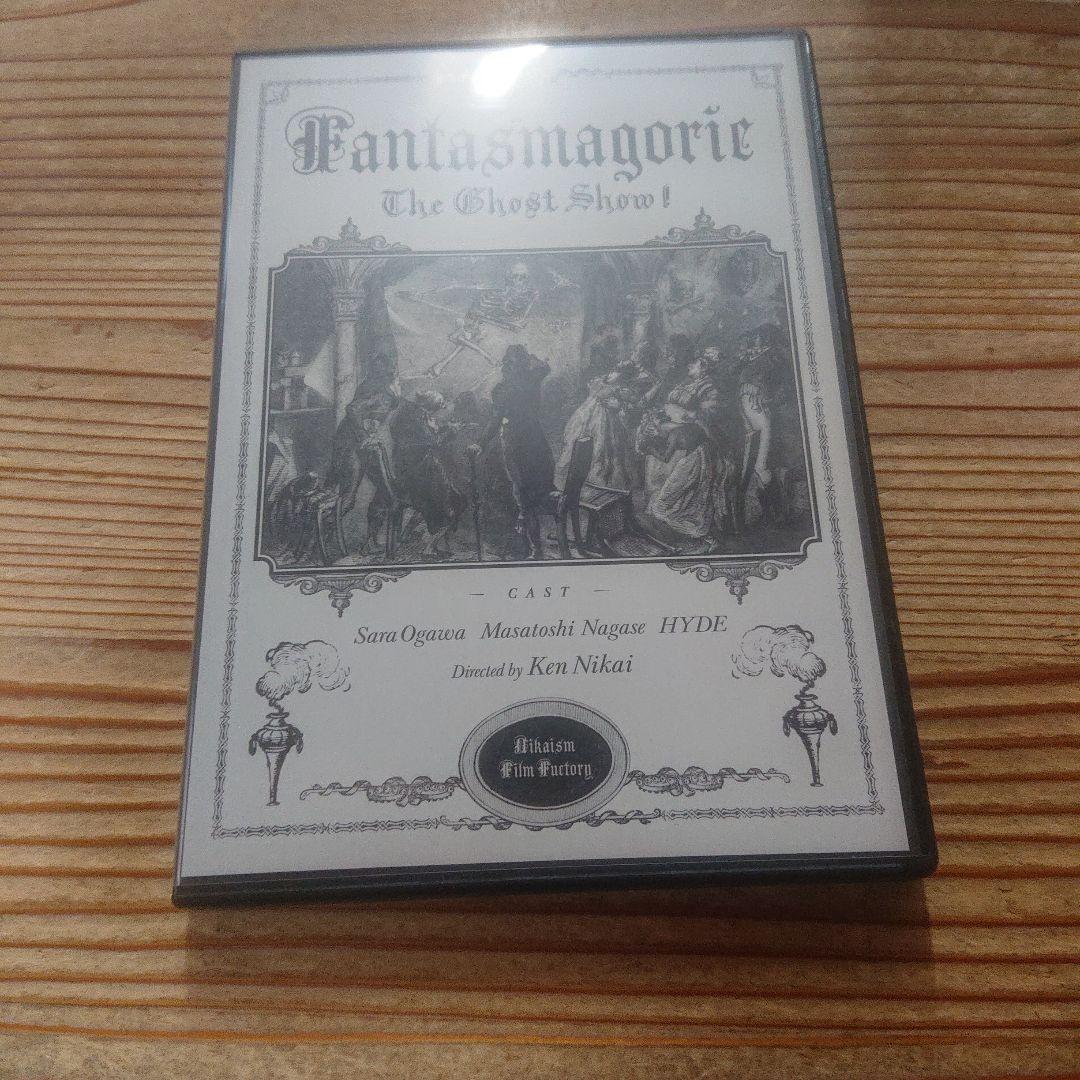 Fantasmagorie
The Ghost Show!
— CAST —
Sara Ogawa Masatoshi Nagase HYDE
Directed by Ken Nikai
Nikaism
Film Factory